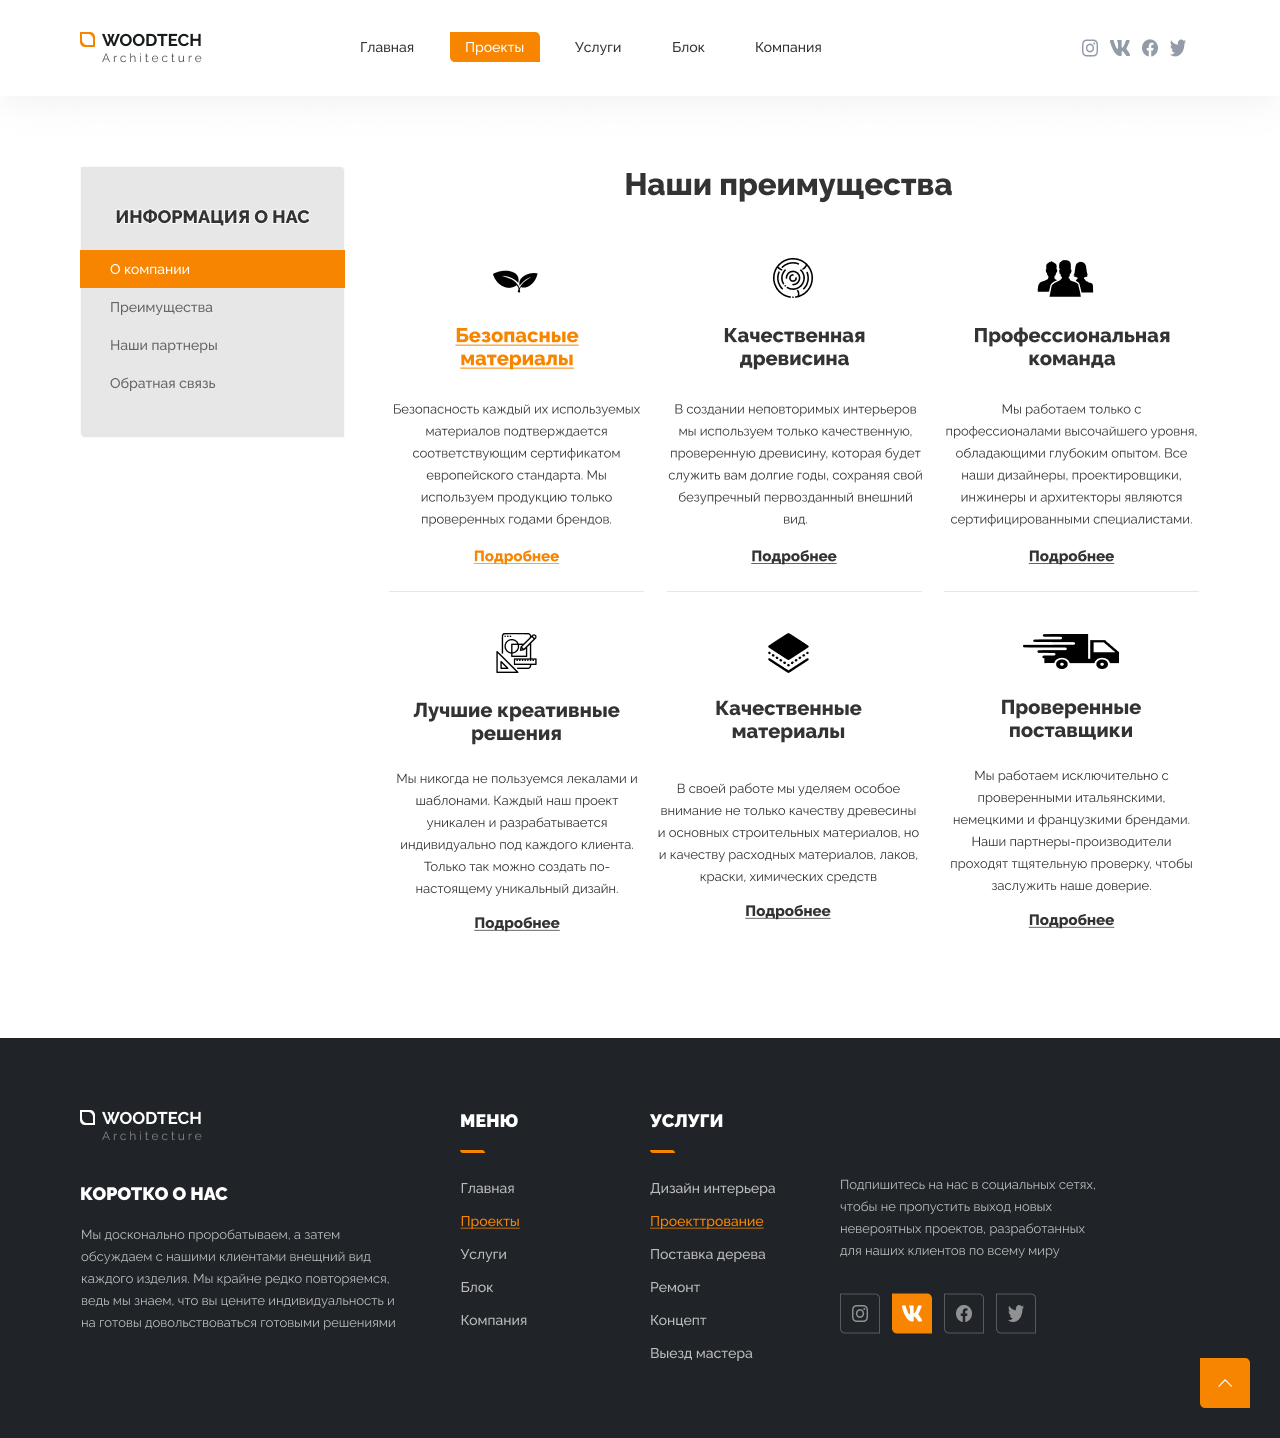 WOODTECH
Architecture
Главная
Проекты
Услуги
Блок
Компания
ИНФОРМАЦИЯ О НАС
О компании
Преимущества
Наши партнеры
Обратная связь
Наши преимущества
Безопасные
материалы
Безопасность каждый их используемых
материалов подтверждается
соответствующим сертификатом
европейского стандарта. Мы
используем продукцию только
проверенных годами брендов.
Подробнее
Качественная
древисина
В создании неповторимых интерьеров
мы используем только качественную,
проверенную древисину, которая будет
служить вам долгие годы, сохраняя свой
безупречный первозданный внешний
вид.
Подробнее
Профессиональная
команда
Мы работаем только с
профессионалами высочайшего уровня,
обладающими глубоким опытом. Все
наши дизайнеры, проектировщики,
инжинеры и архитекторы являются
сертифицированными специалистами.
Подробнее
Лучшие креативные
решения
Мы никогда не пользуемся лекалами и
шаблонами. Каждый наш проект
уникален и разрабатывается
индивидуально под каждого клиента.
Только так можно создать по-
настоящему уникальный дизайн.
Подробнее
Качественные
материалы
В своей работе мы уделяем особое
внимание не только качеству древесины
и основных строительных материалов, но
и качеству расходных материалов, лаков,
краски, химических средств
Подробнее
Проверенные
поставщики
Мы работаем исключительно с
проверенными итальянскими,
немецкими и французкими брендами.
Наши партнеры-производители
проходят тщятельную проверку, чтобы
заслужить наше доверие.
Подробнее
WOODTECH
Architecture
КОРОТКО О НАС
Мы досконально проробатываем, а затем
обсуждаем с нашими клиентами внещний вид
каждого изделия. Мы крайне редко повторяемся,
ведь мы знаем, что вы цените индивидуальность и
на готовы довольствоваться готовыми решениями
МЕНЮ
Главная
Проекты
Услуги
Блок
Компания
УСЛУГИ
Дизайн интерьера
Проекттрование
Поставка дерева
Ремонт
Концепт
Выезд мастера
Подпишитесь на нас в социальных сетях,
чтобы не пропустить выход новых
невероятных проектов, разработанных
для наших клиентов по всему миру